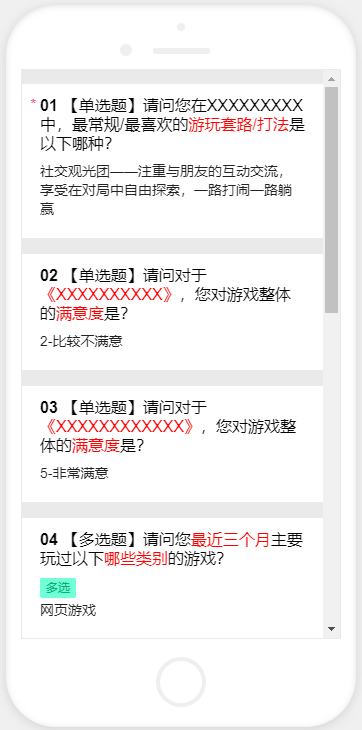 * 01 【单选题】请问您在XXXXXXXXX
中，最常规/最喜欢的游玩套路/打法是
以下哪种？
社交观光团——注重与朋友的互动交流，
享受在对局中自由探索，一路打闹一路躺
赢
02 【单选题】请问对于
《XXXXXXXXXX》，您对游戏整体
的满意度是？
2-比较不满意
03 【单选题】请问对于
《XXXXXXXXXXXX》，您对游戏整
体的满意度是？
5-非常满意
04 【多选题】请问您最近三个月主要
玩过以下哪些类别的游戏？
多选
网页游戏